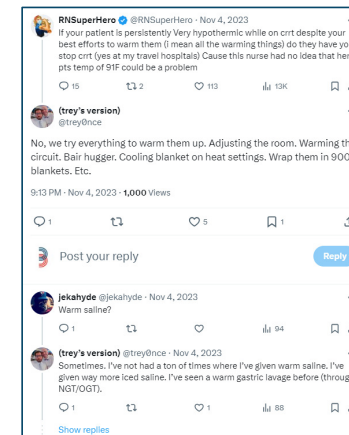 RNSuperHero @RNSuperHero · Nov 4, 2023
If your patient is persistently Very hypothermic while on crrt despite your
best efforts to warm them (i mean all the warming things) do they have yo
stop crrt (yes at my travel hospitals) Cause this nurse had no idea that her
pts temp of 91F could be a problem
15 2 113 13K
(trey's version)
@trey0nce
No, we try everything to warm them up. Adjusting the room. Warming th
circuit. Bair hugger. Cooling blanket on heat settings. Wrap them in 900
blankets. Etc.
9:13 PM · Nov 4, 2023 · 1,000 Views
1 5 1
Post your reply
Reply
jekahyde @jekahyde · Nov 4, 2023
Warm saline?
1 94
(trey's version) @trey0nce · Nov 4, 2023
Sometimes. I've not had a ton of times where I've given warm saline. I've
given way more iced saline. I've seen a warm gastric lavage before (throug
NGT/OGT).
1 1 88
Show replies